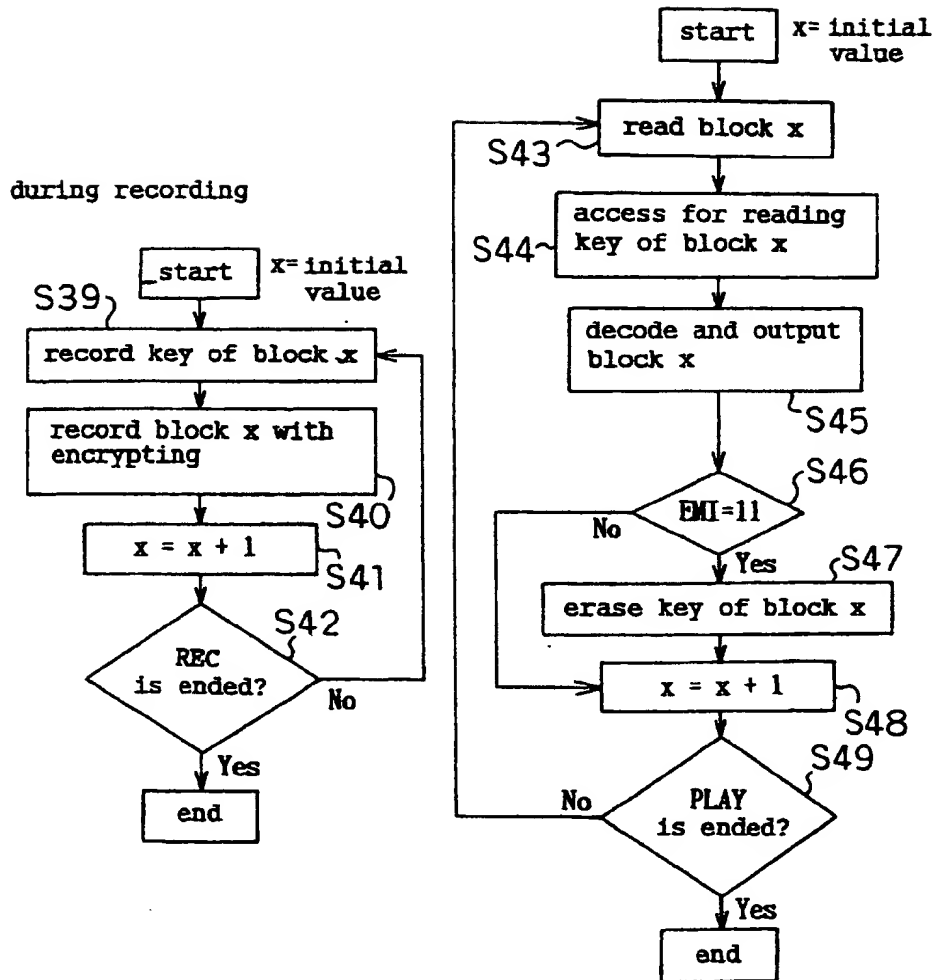 during recording
start
x= initial
value
S39
record key of block x
record block x with
encrypting
S40
x = x + 1
S41
S42
REC
is ended?
No
Yes
end
start
x= initial
value
read block x
S43
access for reading
key of block x
S44
decode and output
block x
S45
S46
EMI=11
No
Yes
S47
erase key of block x
x = x + 1
S48
S49
PLAY
is ended?
No
Yes
end